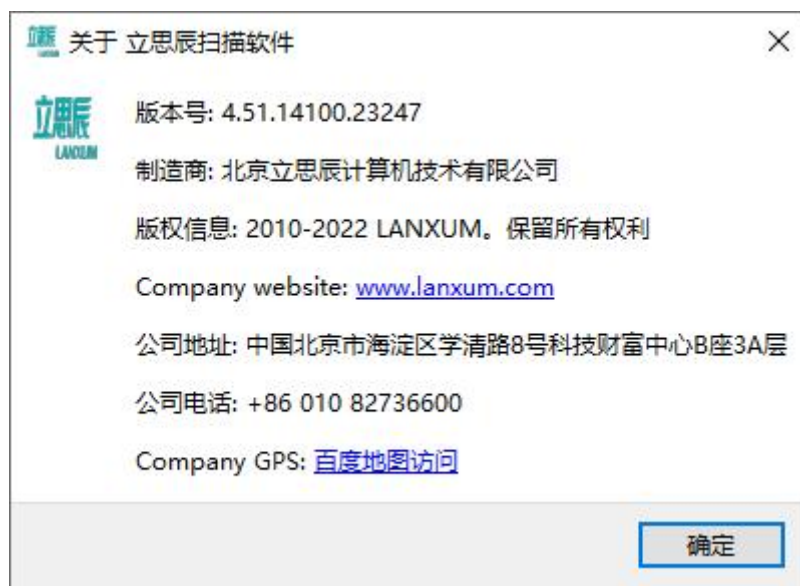 关于 立思辰扫描软件
立思辰
LANXUM
版本号: 4.51.14100.23247
制造商: 北京立思辰计算机技术有限公司
版权信息: 2010-2022 LANXUM。保留所有权利
Company website: www.lanxum.com
公司地址: 中国北京市海淀区学清路8号科技财富中心B座3A层
公司电话: +86 010 82736600
Company GPS: 百度地图访问
确定